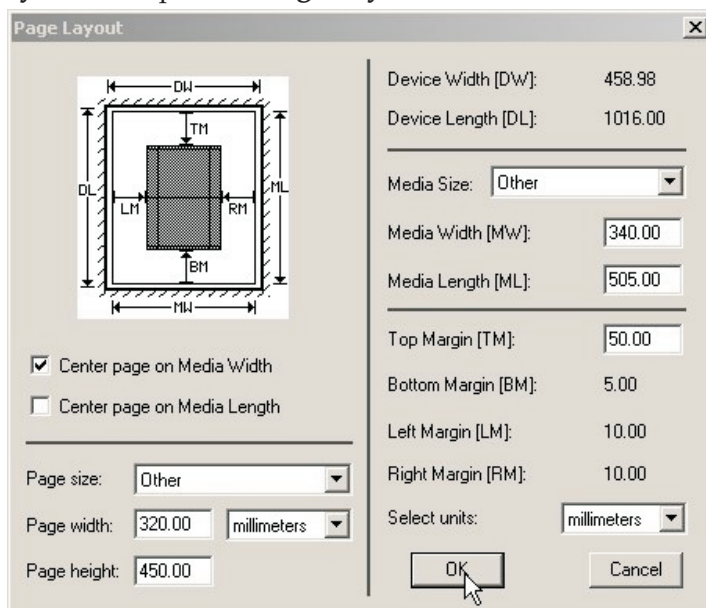 Page Layout
DW
TM
DL
ML
LM
RM
BM
MW
Center page on Media Width
Center page on Media Length
Page size: Other
Page width: 320.00 millimeters
Page height: 450.00
Device Width [DW]: 458.98
Device Length [DL]: 1016.00
Media Size: Other
Media Width [MW]: 340.00
Media Length [ML]: 505.00
Top Margin [TM]: 50.00
Bottom Margin [BM]: 5.00
Left Margin [LM]: 10.00
Right Margin [RM]: 10.00
Select units: millimeters
OK Cancel